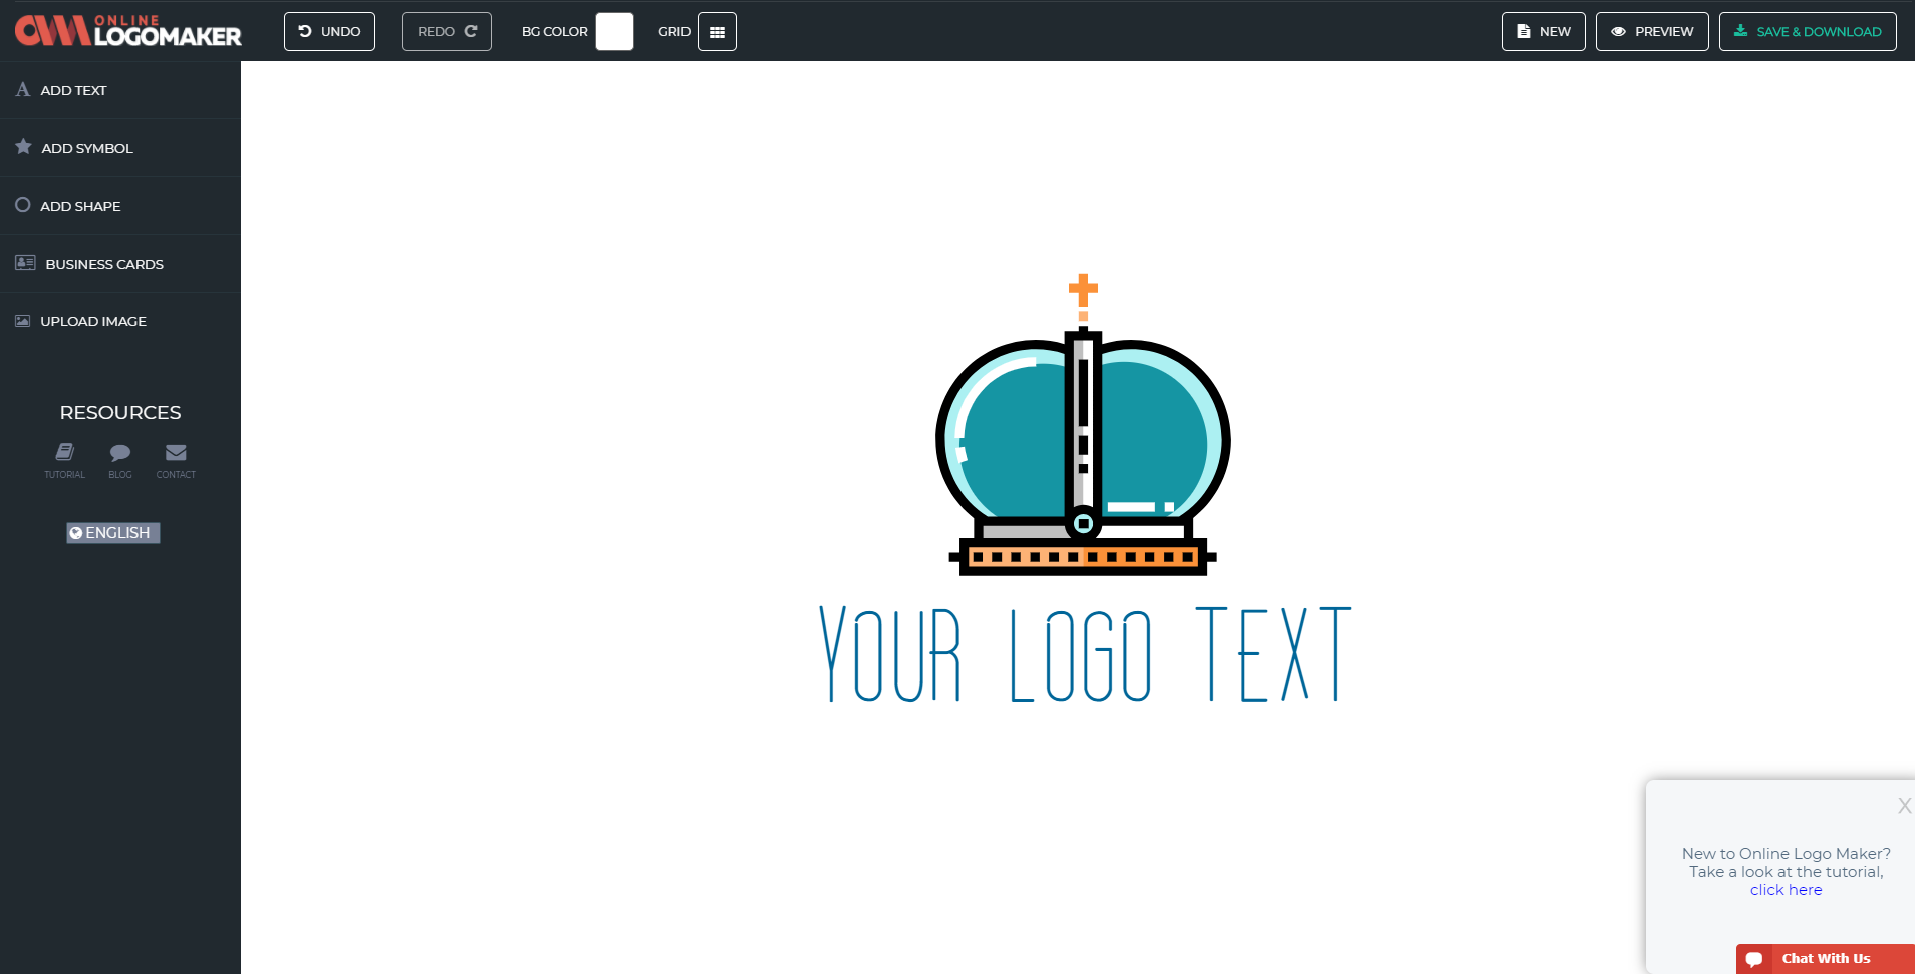 ONLINE
LOGOMAKER
UNDO
REDO
BG COLOR
GRID
NEW
PREVIEW
SAVE & DOWNLOAD
ADD TEXT
ADD SYMBOL
ADD SHAPE
BUSINESS CARDS
UPLOAD IMAGE
RESOURCES
TUTORIAL
BLOG
CONTACT
ENGLISH
YOUR LOGO TEXT
X
New to Online Logo Maker?
Take a look at the tutorial,
click here
Chat With Us